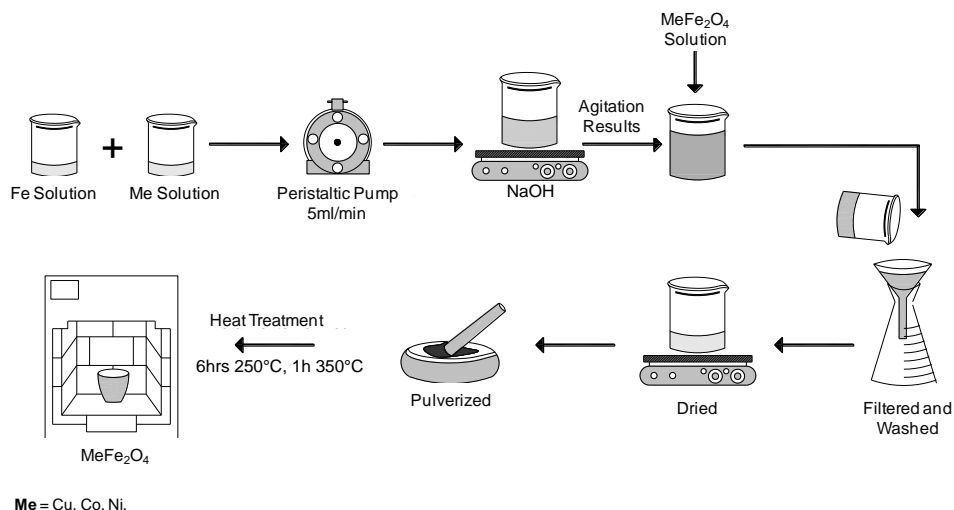 MeFe₂O₄
Solution
Agitation
Results
Fe Solution
+
Me Solution
Peristaltic Pump
5ml/min
NaOH
Heat Treatment
6hrs 250°C, 1h 350°C
Pulverized
Dried
Filtered and
Washed
MeFe₂O₄
Me = Cu, Co, Ni.